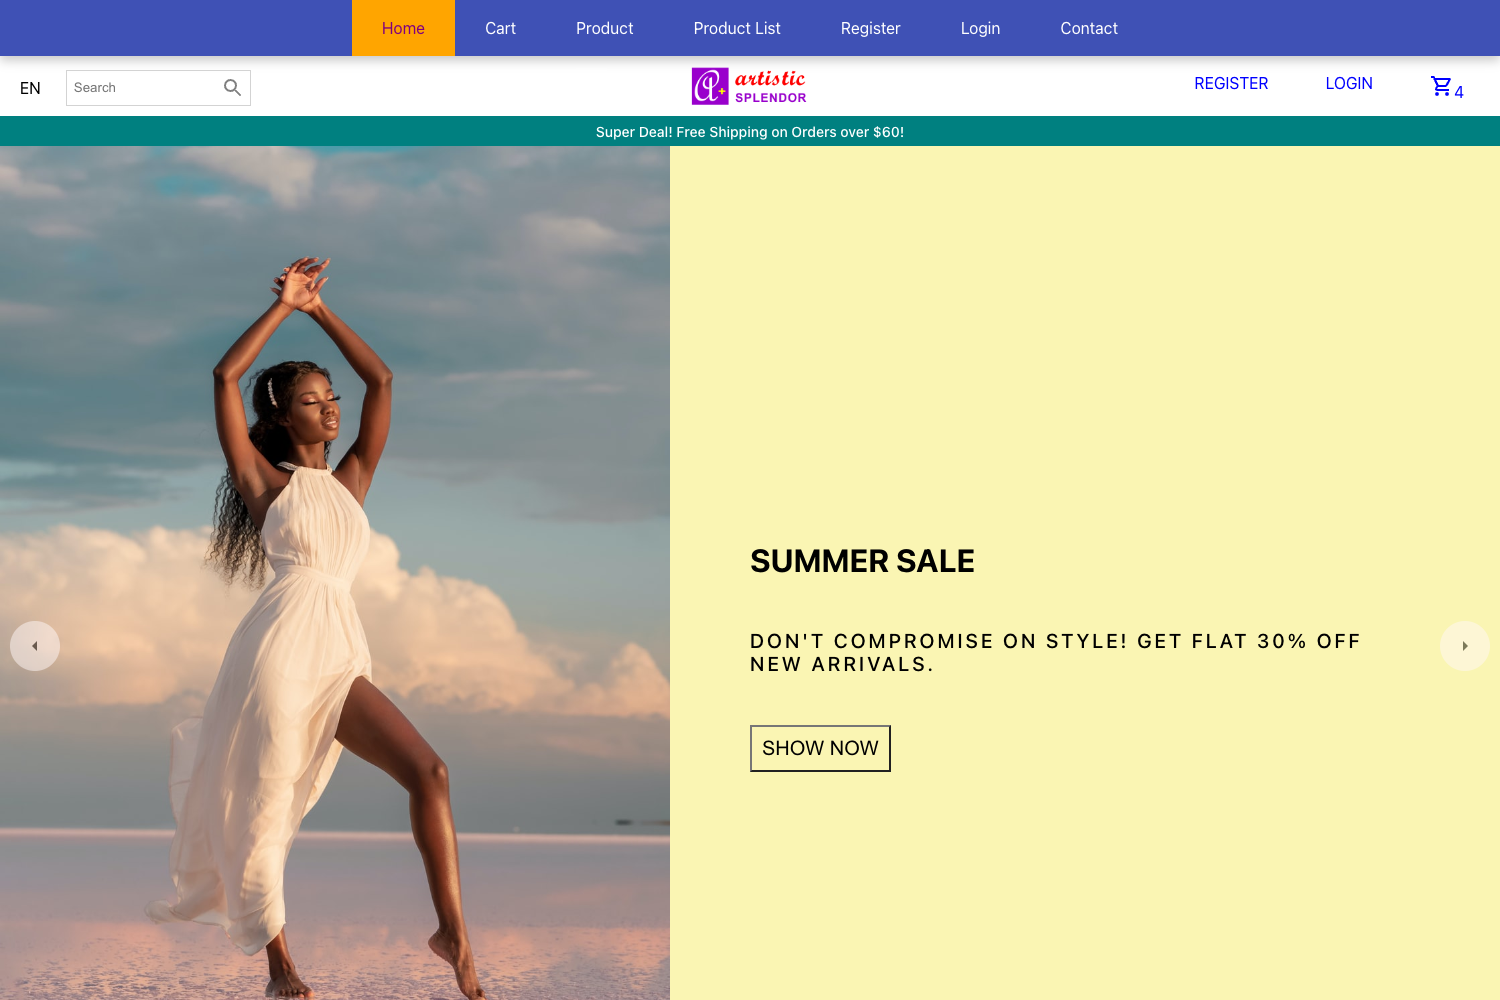 Home Cart Product Product List Register Login Contact
EN Search artistic REGISTER LOGIN 4
a+ SPLENDOR
Super Deal! Free Shipping on Orders over $60!
SUMMER SALE
DON'T COMPROMISE ON STYLE! GET FLAT 30% OFF
NEW ARRIVALS.
SHOW NOW